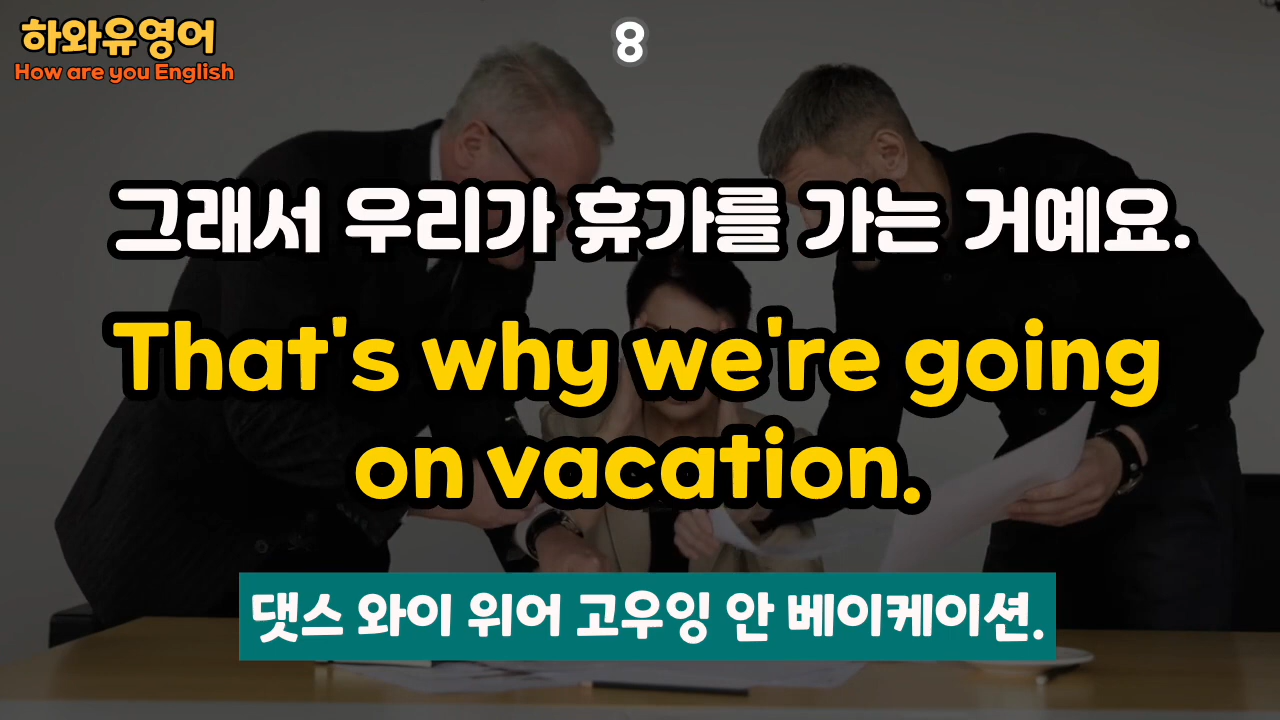 하와유영어
How are you English
8
그래서 우리가 휴가를 가는 거예요.
That's why we're going
on vacation.
댓스 와이 위어 고우잉 안 베이케이션.